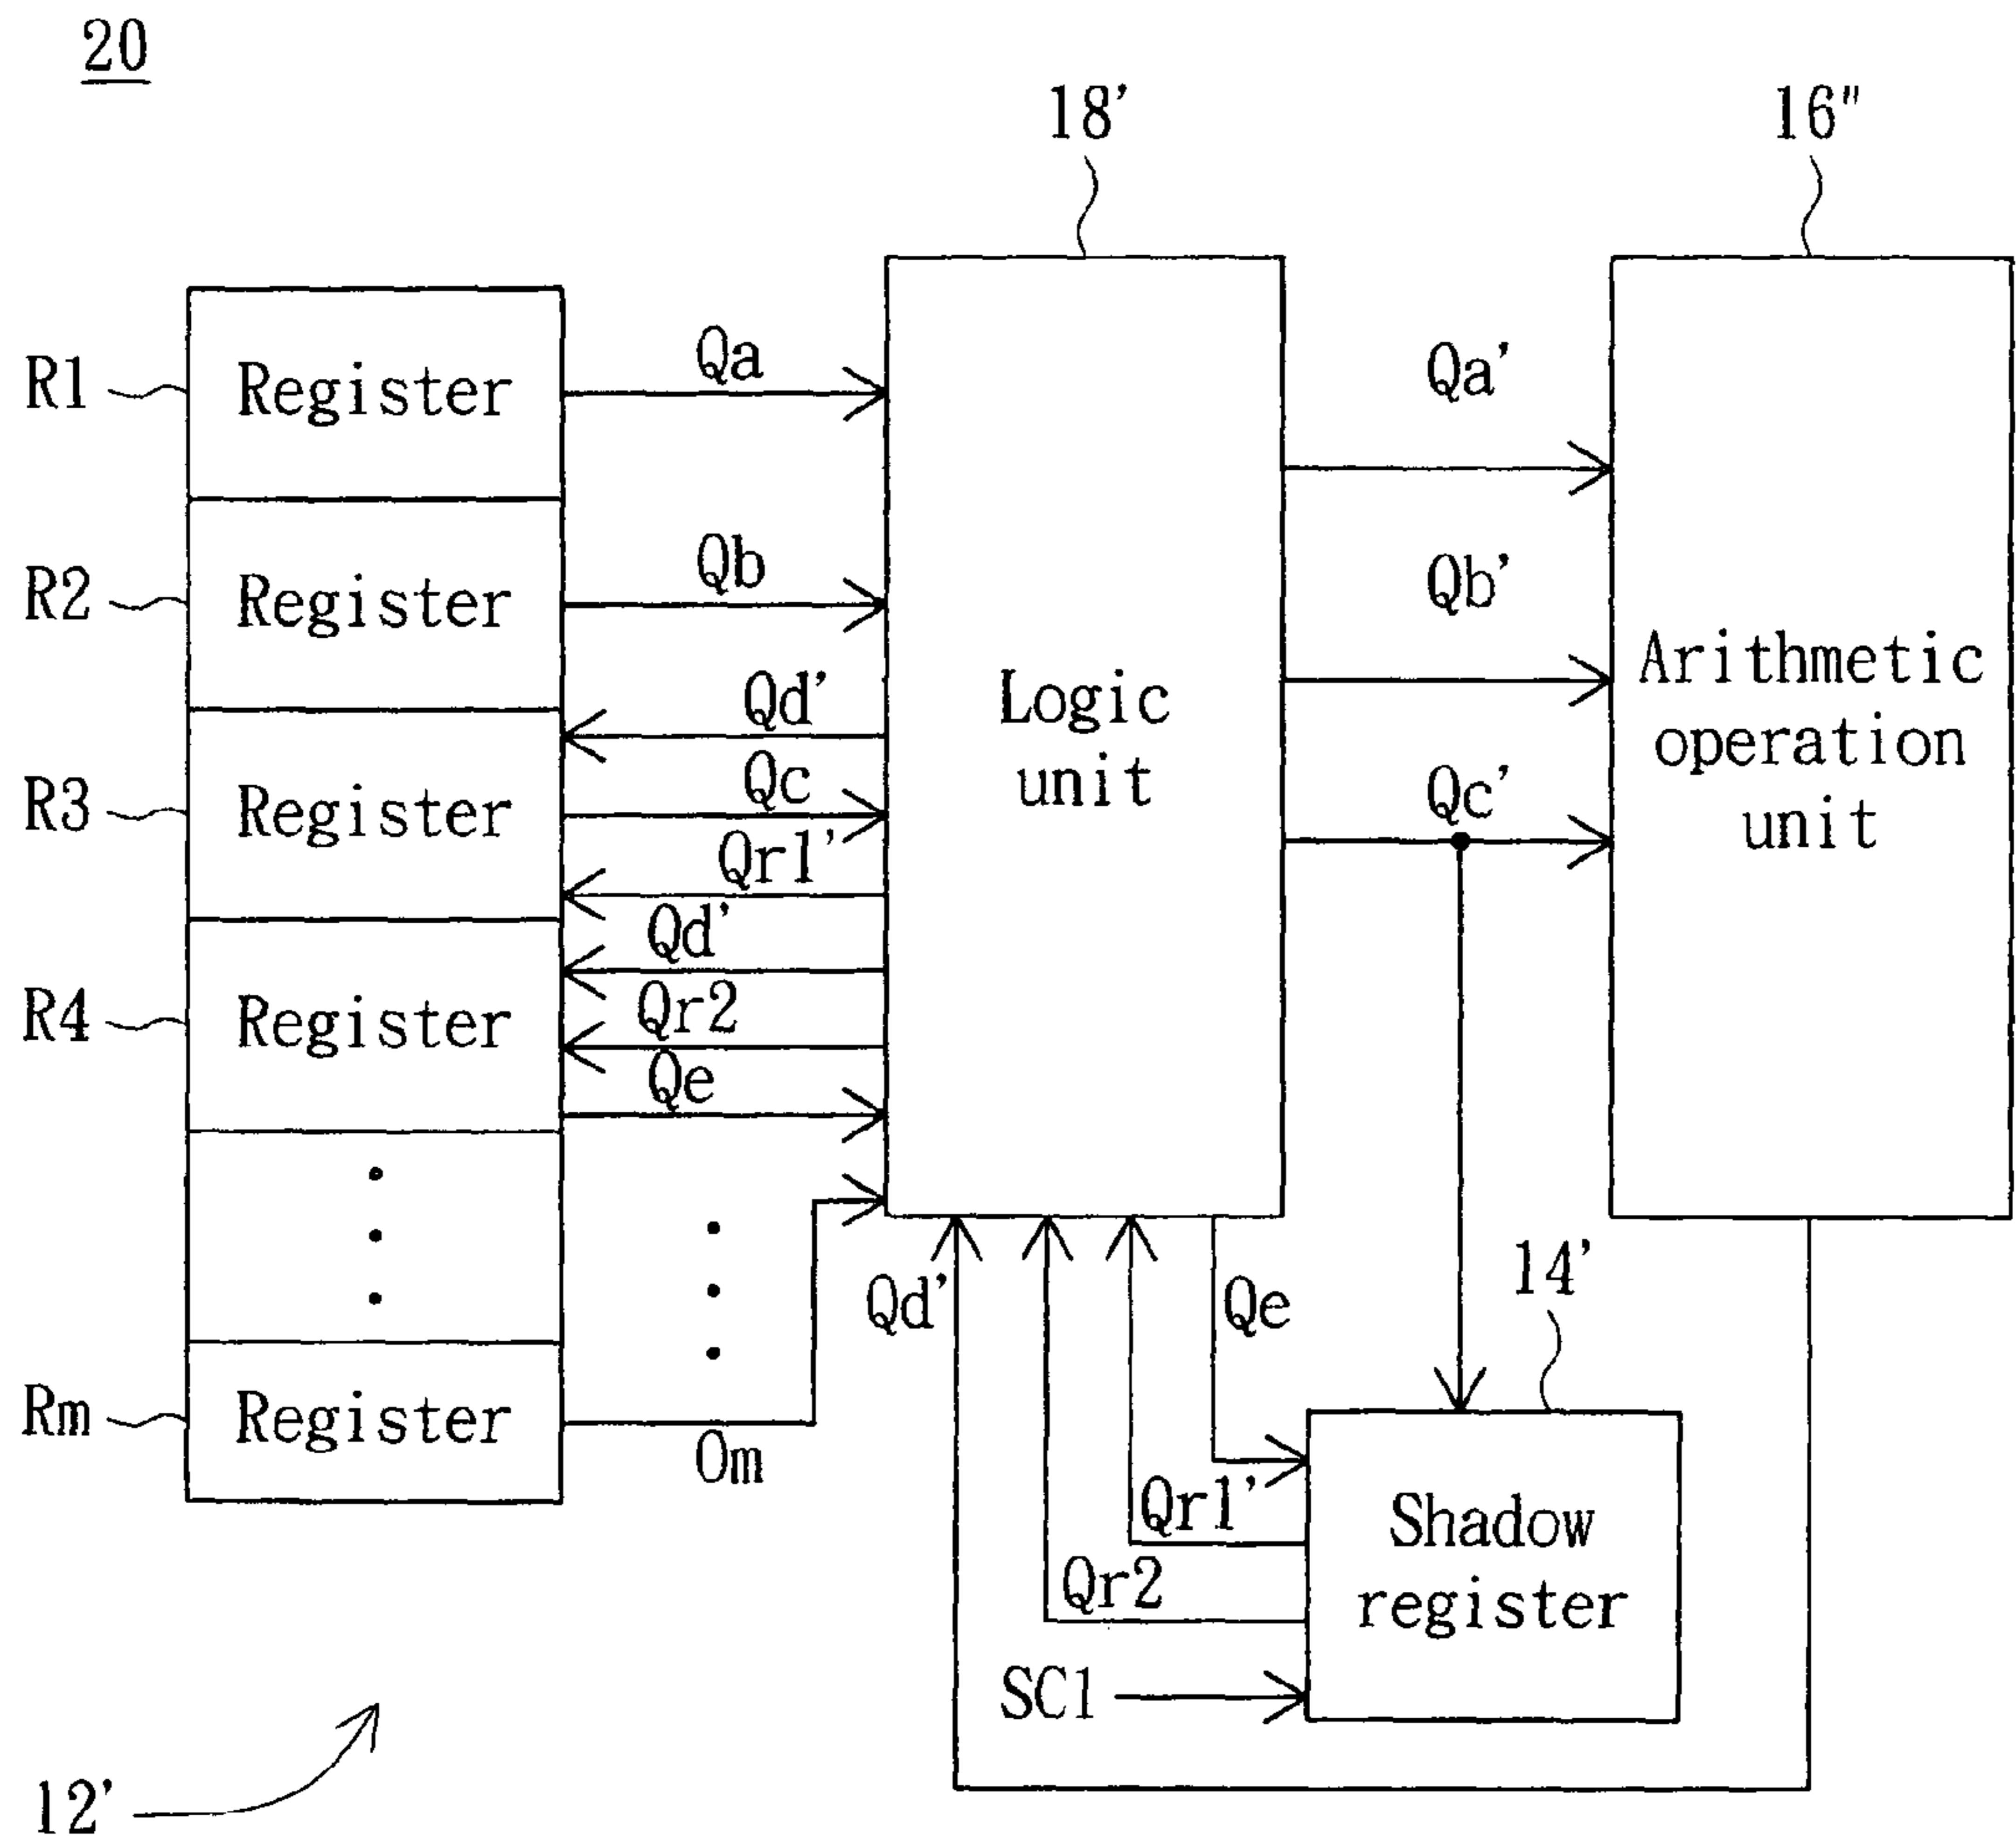 20
18'
16"
R1
Register
Qa
Qa'
R2
Register
Qb
Qb'
Qd'
Logic
unit
Arithmetic
operation
unit
R3
Register
Qc
Qc'
Qr1'
Qd'
R4
Register
Qr2
Qe
Qd'
Qe
14'
Rm
Register
Om
Qr1'
Shadow
register
Qr2
SC1
12'